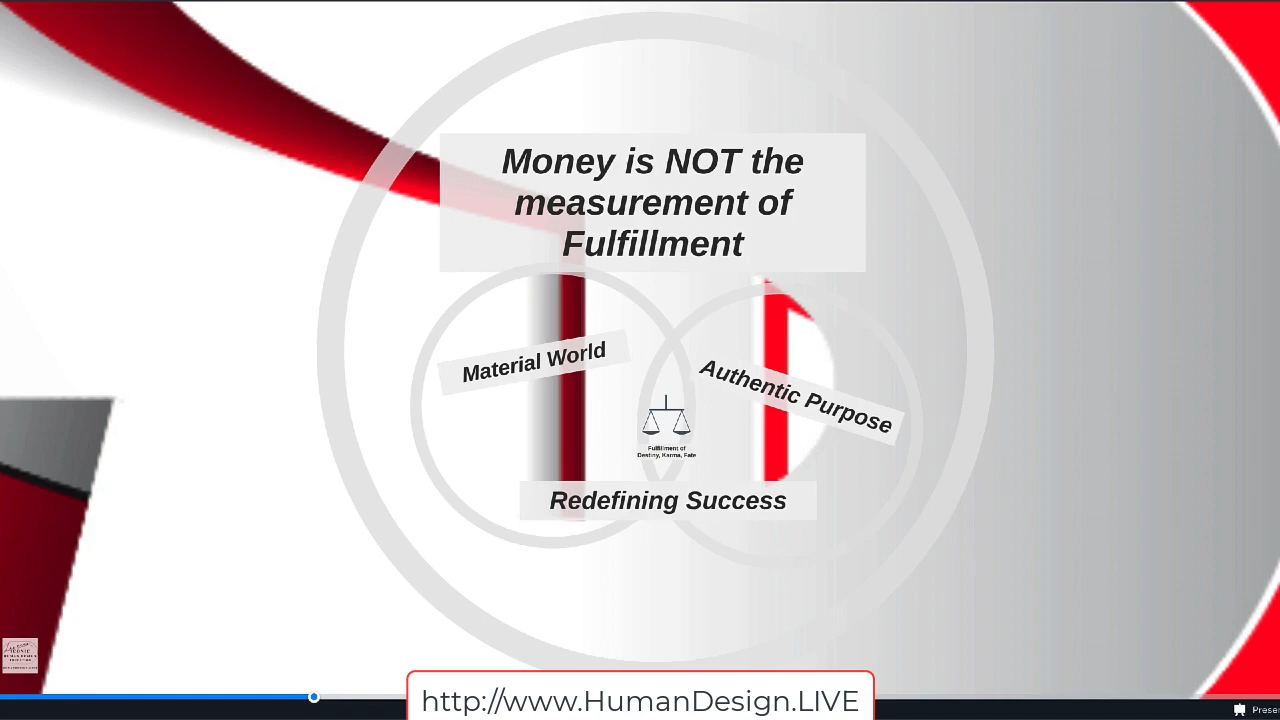 Money is NOT the
measurement of
Fulfillment
Material World
Authentic Purpose
Fulfillment of
Destiny, Karma, Fate
Redefining Success
http://www.HumanDesign.LIVE